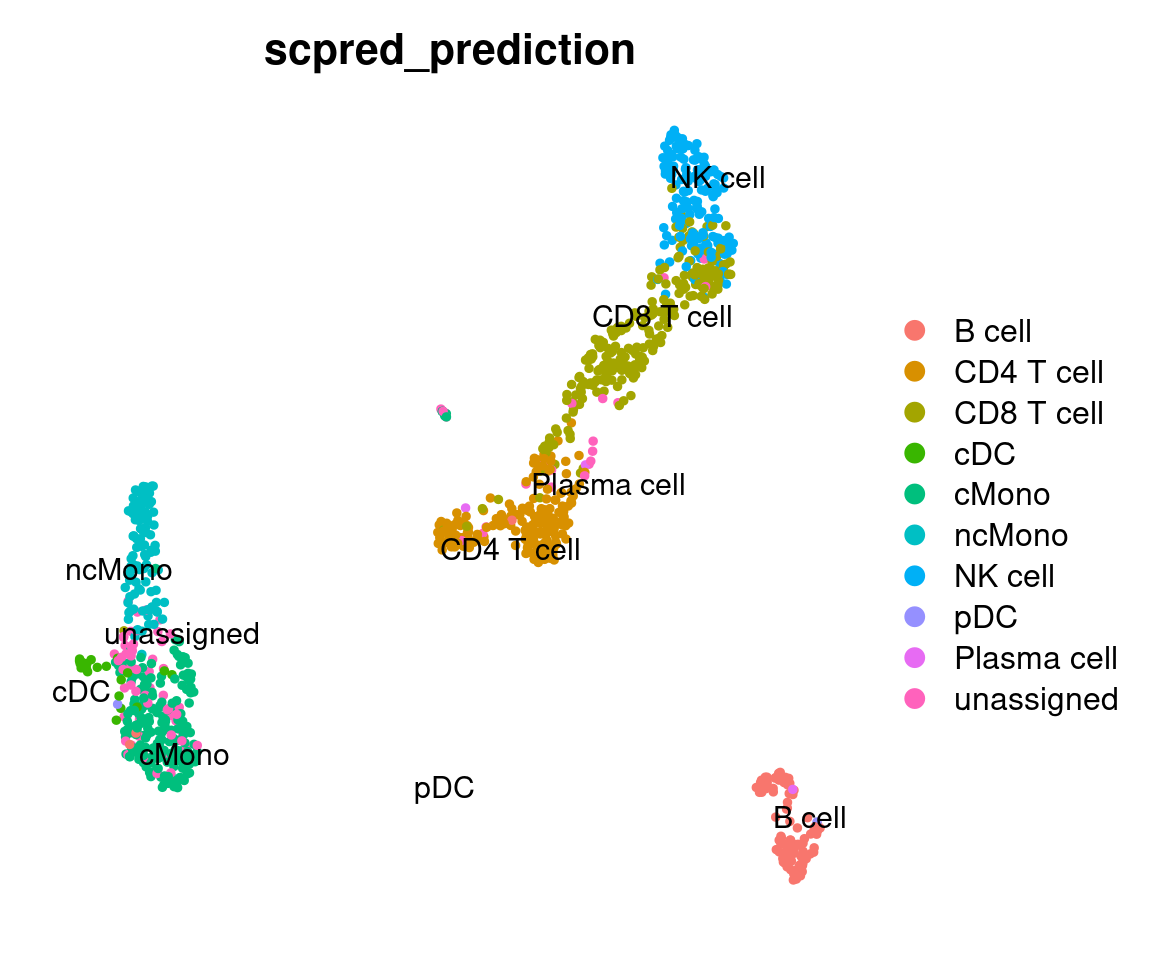 scpred_prediction
NK cell
CD8 T cell
Plasma cell
CD4 T cell
ncMono
unassigned
cDC
cMono
pDC
B cell
B cell
CD4 T cell
CD8 T cell
cDC
cMono
ncMono
NK cell
pDC
Plasma cell
unassigned